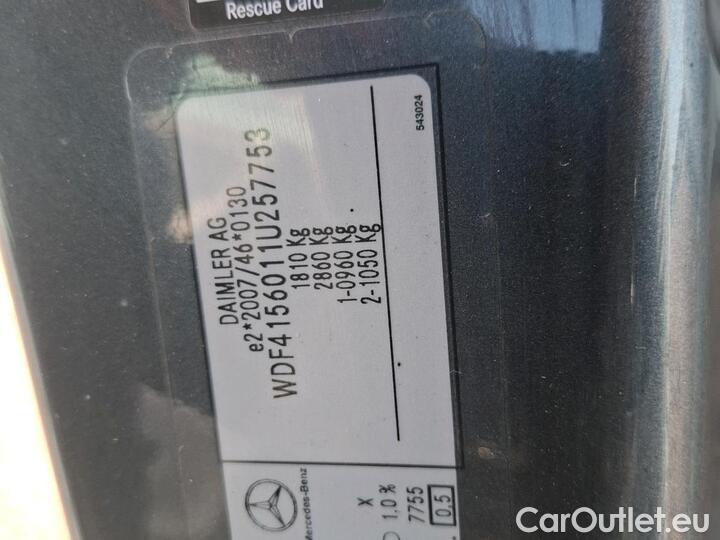 Rescue Card
DAIMLER AG
e2*2007/46*0130
WDF4156011U257753
1810 Kg
2860 Kg
1-0960 Kg
2-1050 Kg
543024
Mercedes-Benz
X
1.0%
7755
0.5
CarOutlet.eu